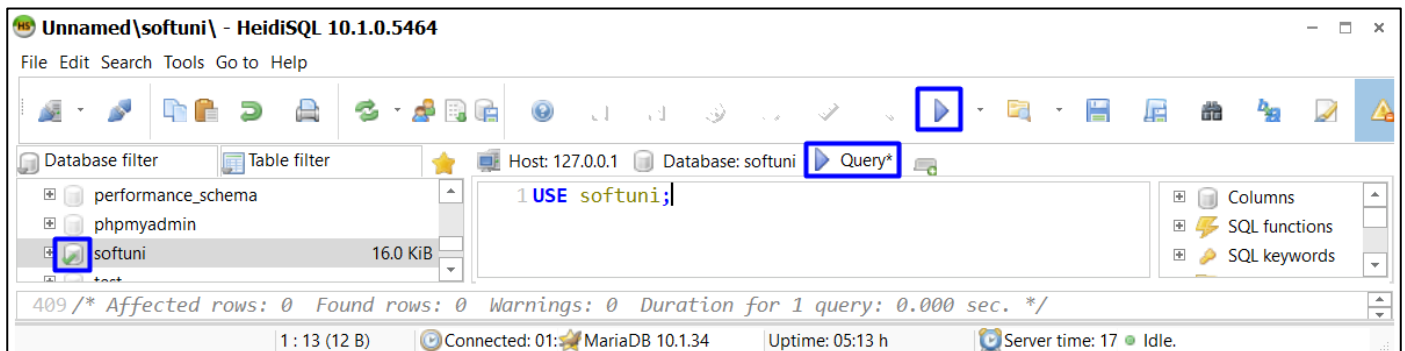 Unnamed\softuni\ - HeidiSQL 10.1.0.5464
File Edit Search Tools Go to Help
Database filter Table filter Host: 127.0.0.1 Database: softuni Query*
performance_schema
phpmyadmin
softuni 16.0 KiB
1 USE softuni;
Columns
SQL functions
SQL keywords
409 /* Affected rows: 0 Found rows: 0 Warnings: 0 Duration for 1 query: 0.000 sec. */
1 : 13 (12 B) Connected: 01: MariaDB 10.1.34 Uptime: 05:13 h Server time: 17 Idle.